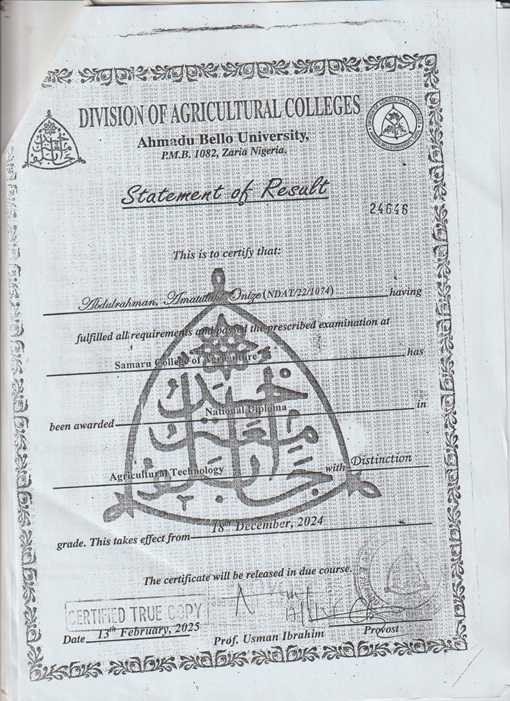 DIVISION OF AGRICULTURAL COLLEGES
Ahmadu Bello University,
P.M.B. 1082, Zaria Nigeria.
Statement of Result
24646
This is to certify that:
Abdulrahman, Onize (NDAT/22/1074) having
fulfilled all requirements and passed the prescribed examination at
Samaru College of Agriculture has
been awarded National Diploma in
Agricultural Technology with Distinction
grade. This takes effect from 18th December, 2024
The certificate will be released in due course.
CERTIFIED TRUE COPY
Date 13th February, 2025
Prof. Usman Ibrahim
Provost